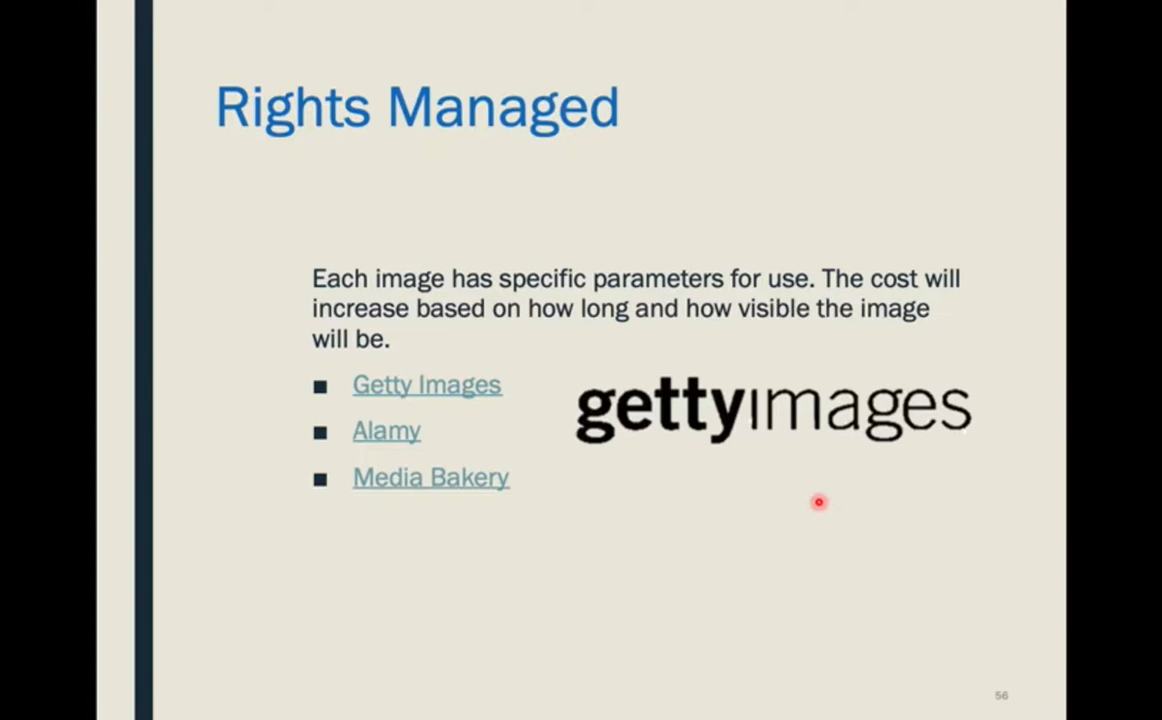 Rights Managed
Each image has specific parameters for use. The cost will
increase based on how long and how visible the image
will be.
■ Getty Images
■ Alamy
■ Media Bakery
gettyimages
56